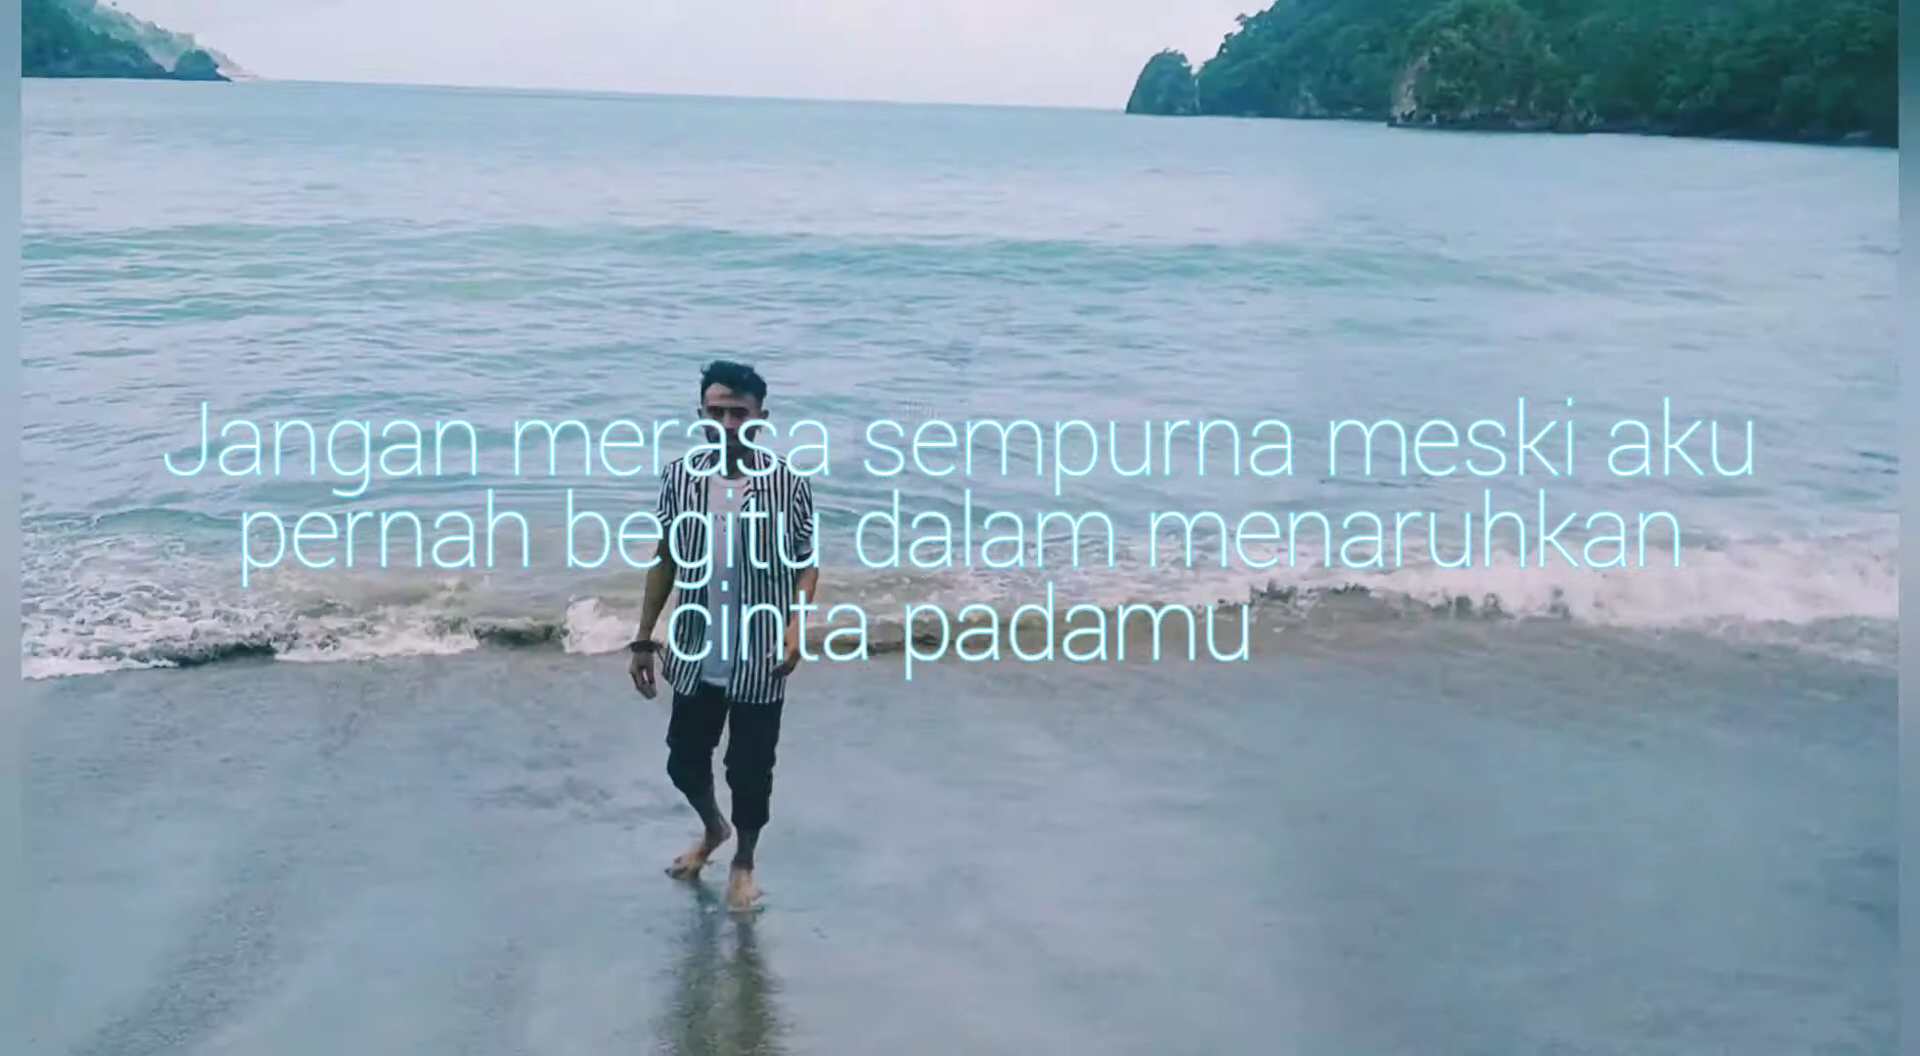 Jangan merasa sempurna meski aku
pernah begitu dalam menaruhkan
cinta padamu